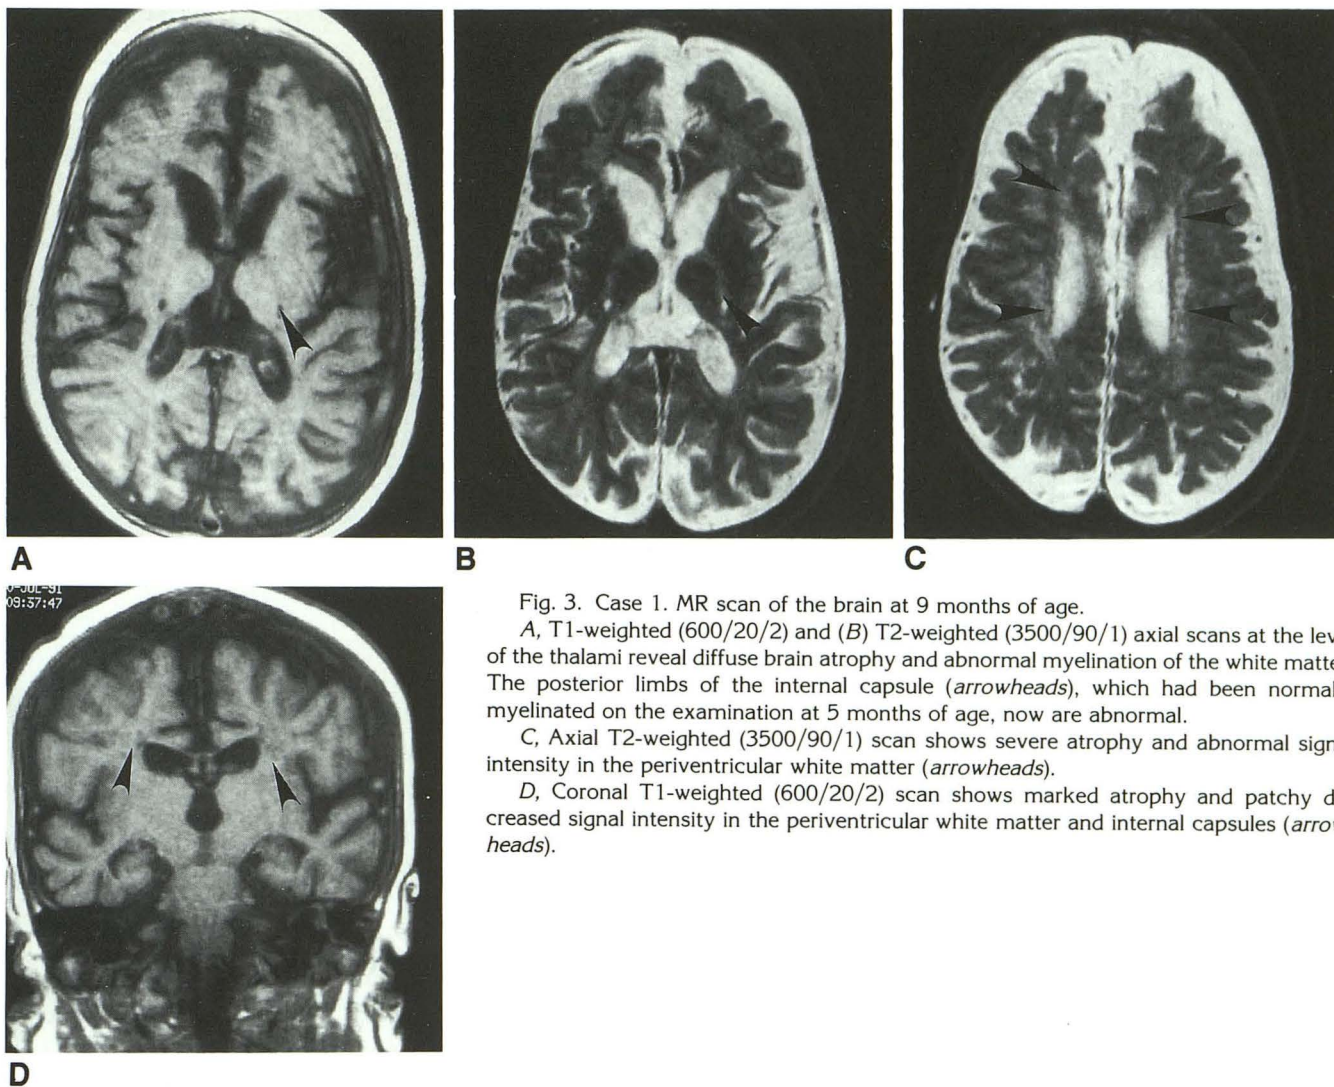 A
B
C
0-JUL-91
09:37:47
Fig. 3. Case 1. MR scan of the brain at 9 months of age.
A, T1-weighted (600/20/2) and (B) T2-weighted (3500/90/1) axial scans at the lev
of the thalami reveal diffuse brain atrophy and abnormal myelination of the white matte
The posterior limbs of the internal capsule (arrowheads), which had been normal
myelinated on the examination at 5 months of age, now are abnormal.
C, Axial T2-weighted (3500/90/1) scan shows severe atrophy and abnormal sign
intensity in the periventricular white matter (arrowheads).
D, Coronal T1-weighted (600/20/2) scan shows marked atrophy and patchy d
creased signal intensity in the periventricular white matter and internal capsules (arrow
heads).
D